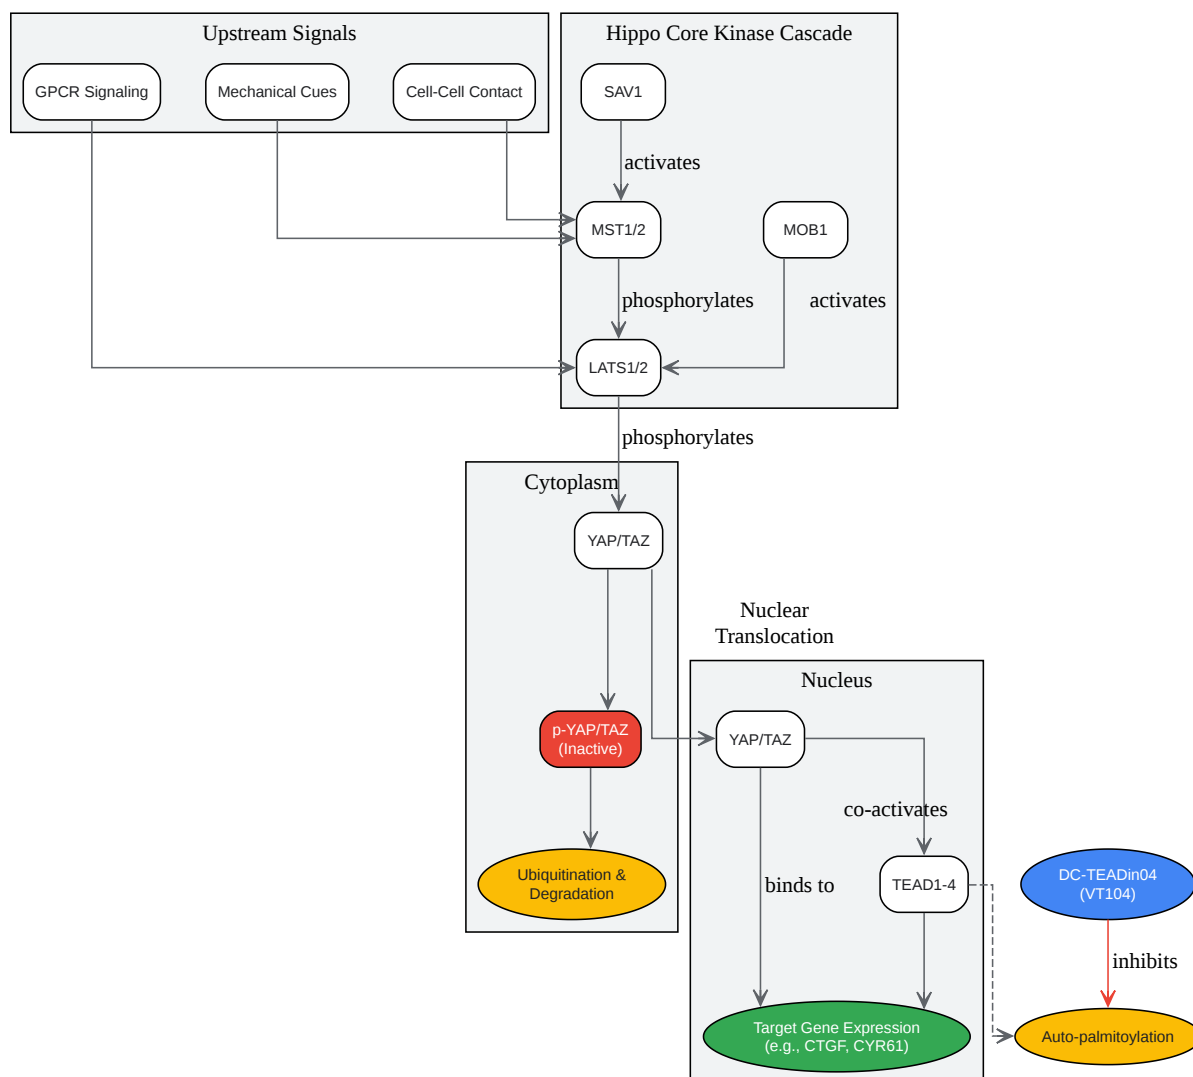 Upstream Signals
Hippo Core Kinase Cascade
GPCR Signaling
Mechanical Cues
Cell-Cell Contact
SAV1
activates
MST1/2
MOB1
phosphorylates
activates
LATS1/2
phosphorylates
Cytoplasm
YAP/TAZ
Nuclear
Translocation
Nucleus
p-YAP/TAZ
(Inactive)
YAP/TAZ
co-activates
Ubiquitination &
Degradation
binds to
TEAD1-4
DC-TEADin04
(VT104)
inhibits
Target Gene Expression
(e.g., CTGF, CYR61)
Auto-palmitoylation